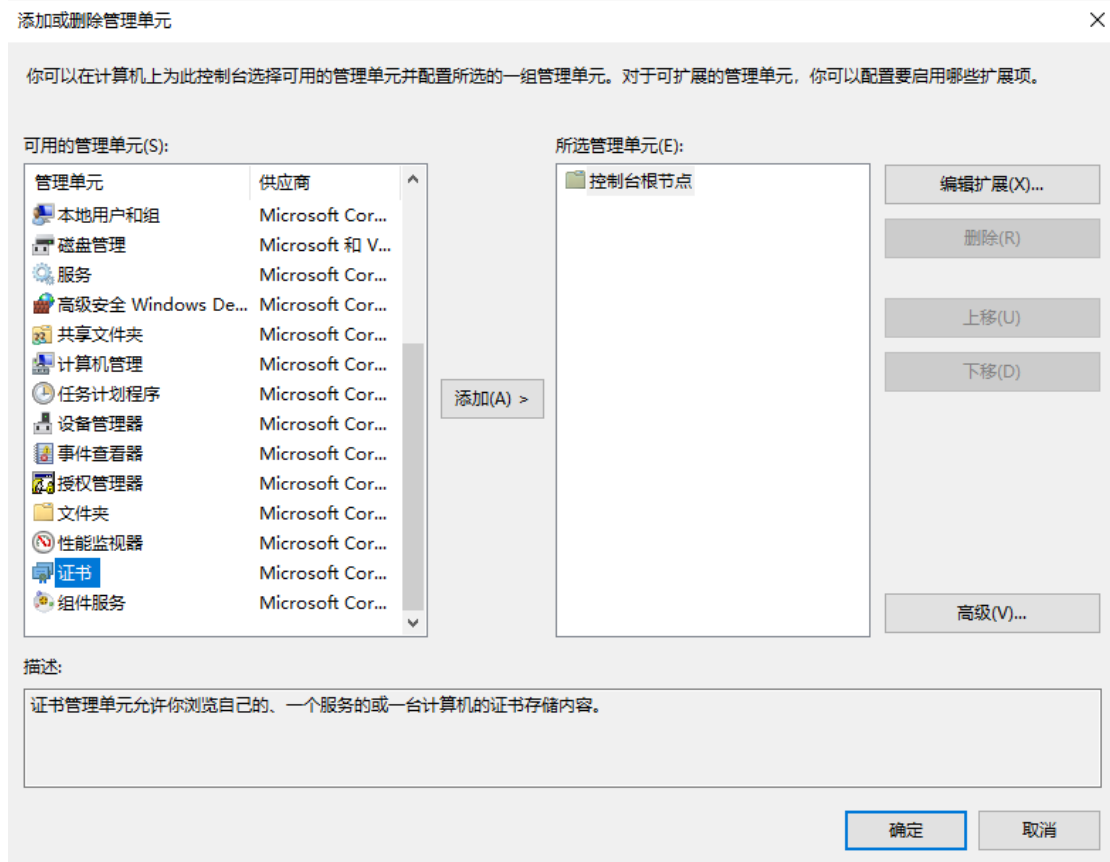 添加或删除管理单元
你可以在计算机上为此控制台选择可用的管理单元并配置所选的一组管理单元。对于可扩展的管理单元，你可以配置要启用哪些扩展项。
可用的管理单元(S):
管理单元 供应商
本地用户和组 Microsoft Cor...
磁盘管理 Microsoft 和 V...
服务 Microsoft Cor...
高级安全 Windows De... Microsoft Cor...
共享文件夹 Microsoft Cor...
计算机管理 Microsoft Cor...
任务计划程序 Microsoft Cor...
设备管理器 Microsoft Cor...
事件查看器 Microsoft Cor...
授权管理器 Microsoft Cor...
文件夹 Microsoft Cor...
性能监视器 Microsoft Cor...
证书 Microsoft Cor...
组件服务 Microsoft Cor...
添加(A) >
所选管理单元(E):
控制台根节点
编辑扩展(X)...
删除(R)
上移(U)
下移(D)
高级(V)...
描述:
证书管理单元允许你浏览自己的、一个服务的或一台计算机的证书存储内容。
确定
取消